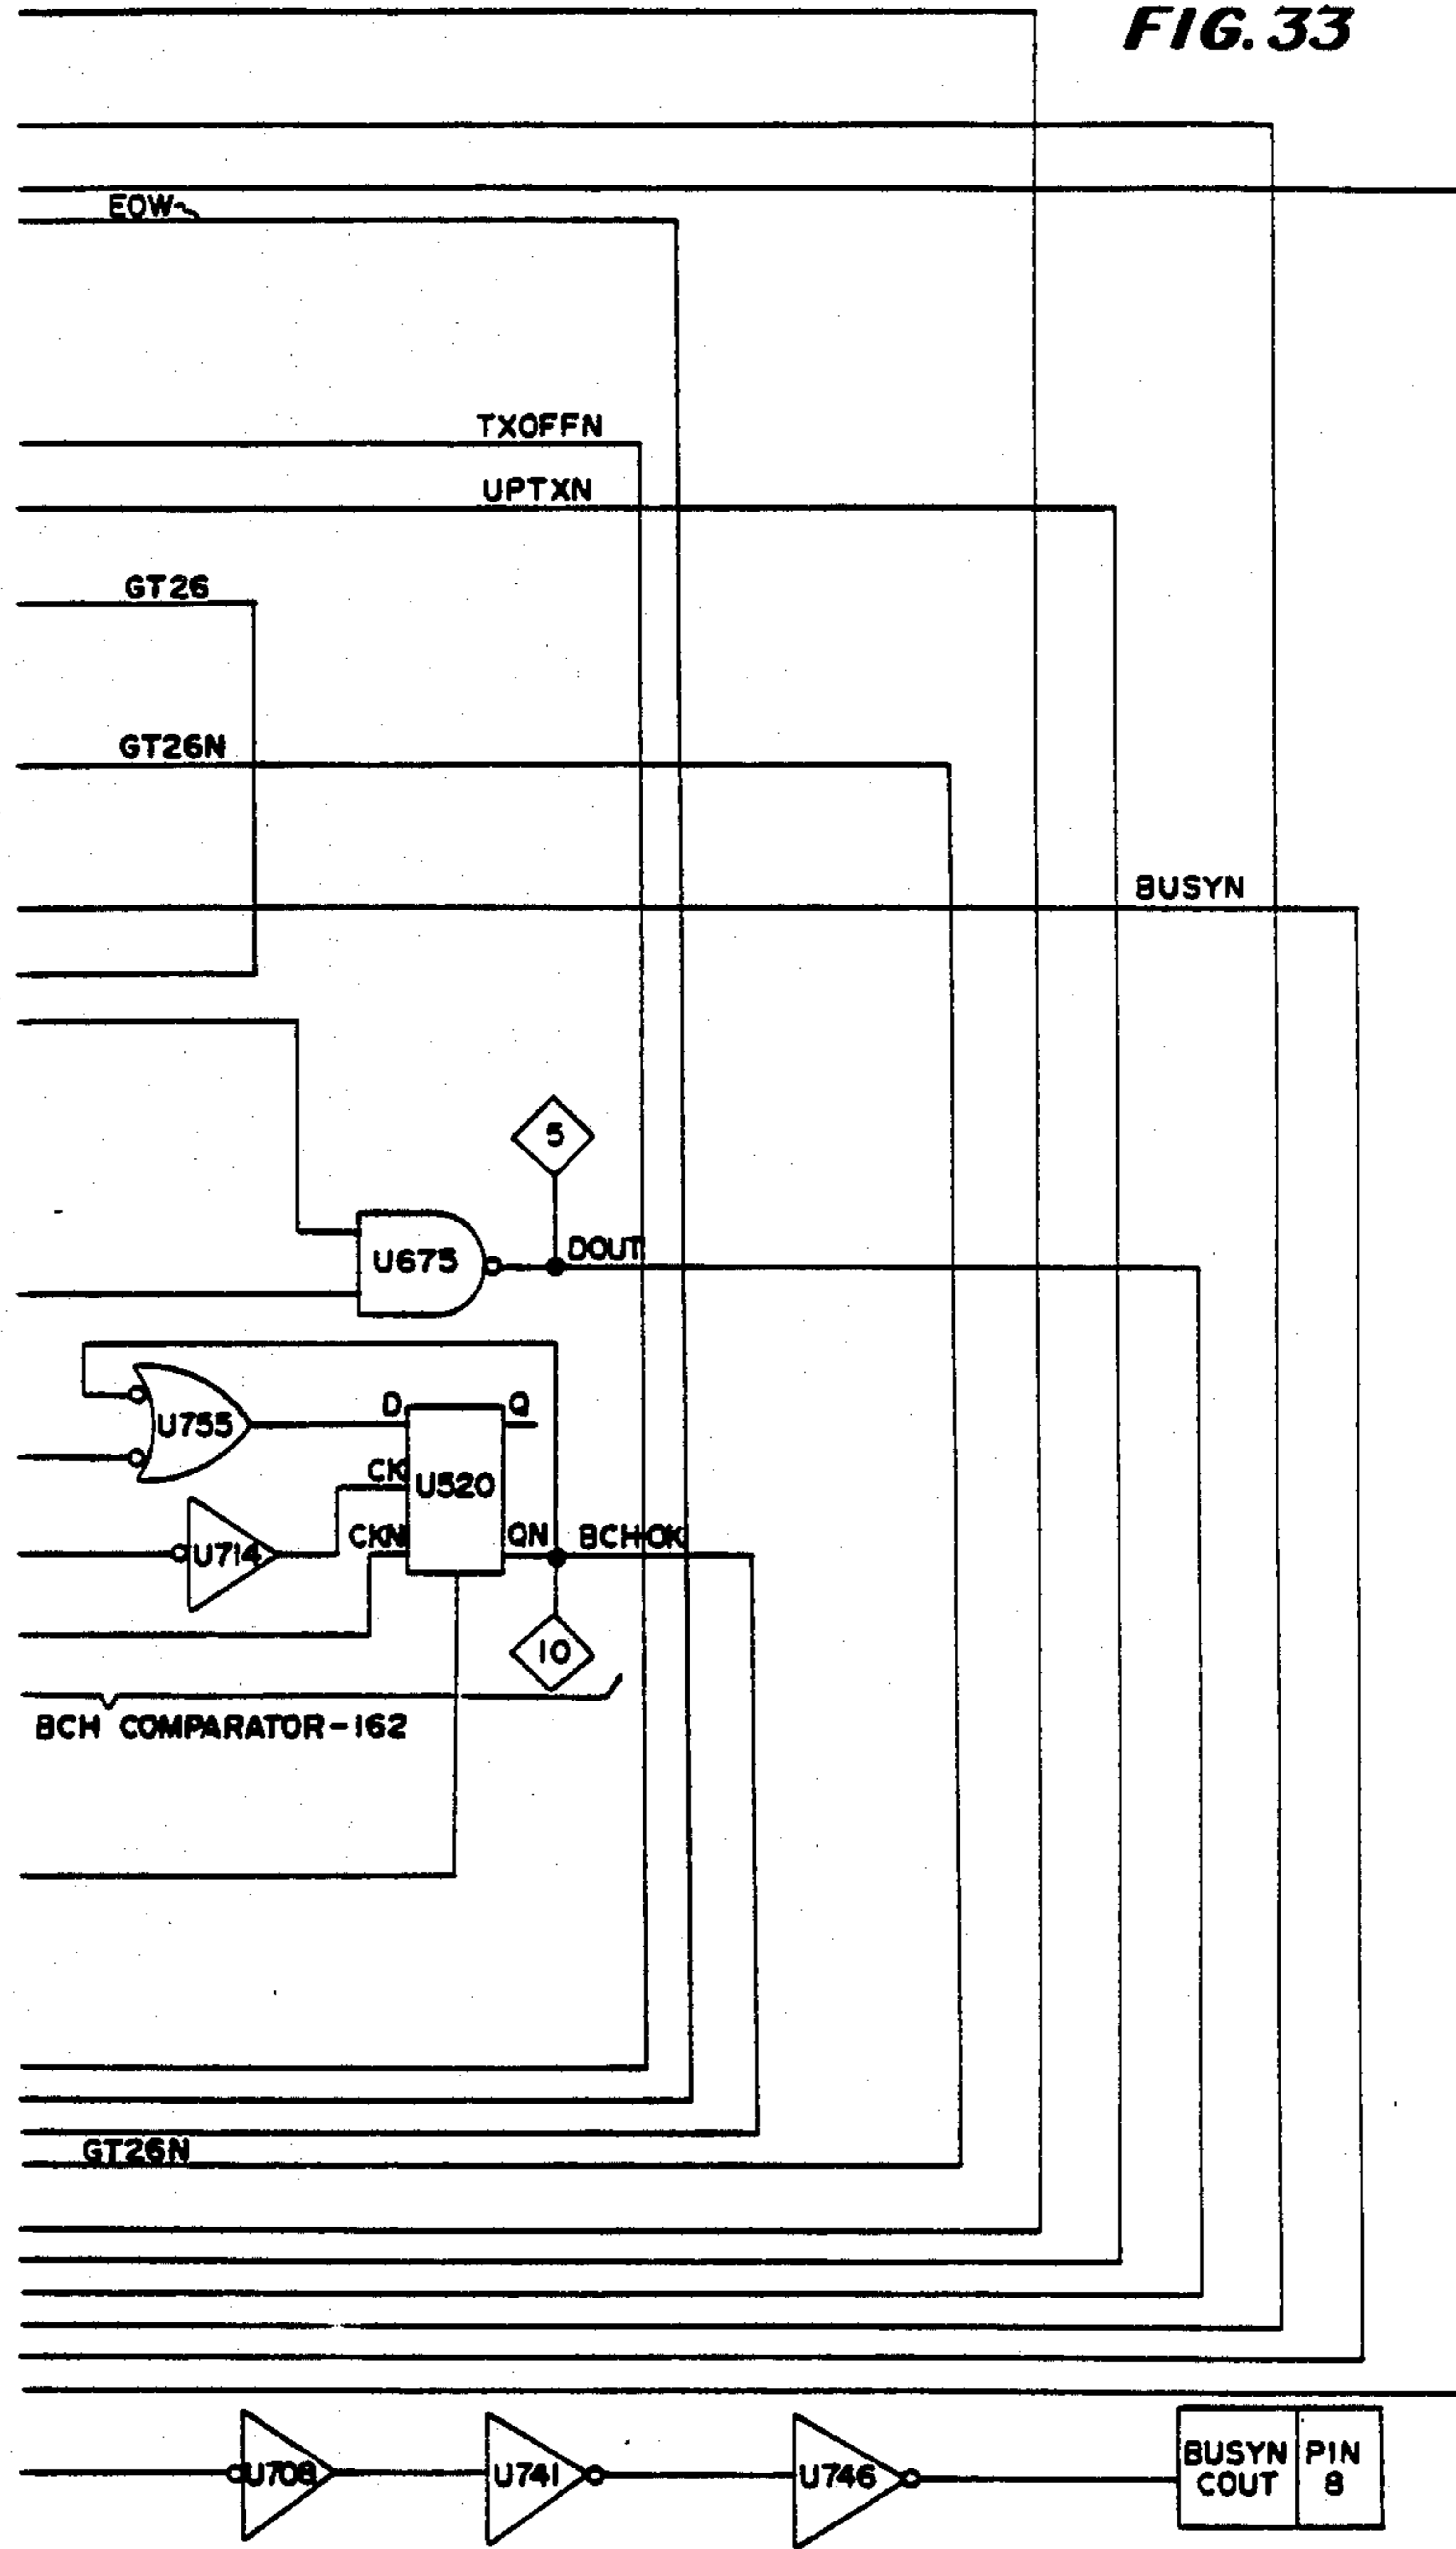 FIG. 33
EOW
TXOFFN
UPTXN
GT26
GT26N
BUSYN
5
U675
DOUT
D
Q
U755
CK
U520
CKN
QN
BCHOK
U714
10
BCH COMPARATOR-162
GT26N
U708
U741
U746
BUSYN
COUT
PIN
8